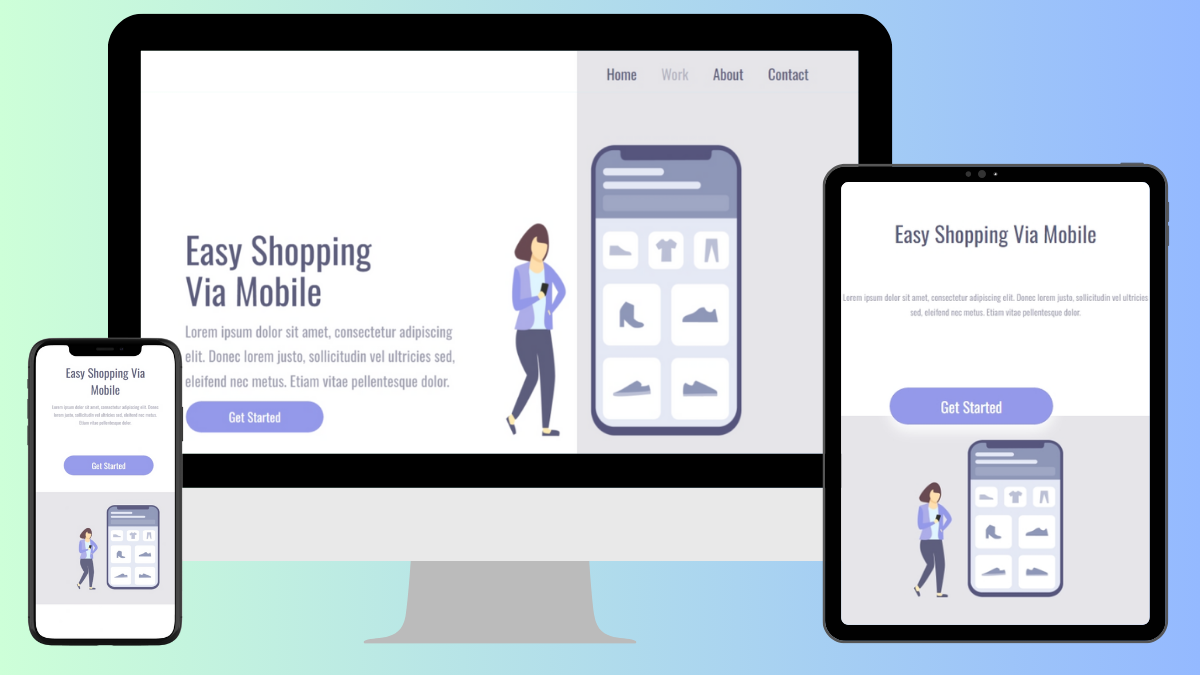 Home Work About Contact
Easy Shopping
Via Mobile
Lorem ipsum dolor sit amet, consectetur adipiscing
elit. Donec lorem justo, sollicitudin vel ultricies sed,
eleifend nec metus. Etiam vitae pellentesque dolor.
Get Started
Easy Shopping Via
Mobile
Lorem ipsum dolor sit amet, consectetur adipiscing elit. Donec
lorem justo, sollicitudin vel ultricies sed, eleifend nec metus.
Etiam vitae pellentesque dolor.
Get Started
Easy Shopping Via Mobile
Lorem ipsum dolor sit amet, consectetur adipiscing elit. Donec lorem justo, sollicitudin vel ultricies
sed, eleifend nec metus. Etiam vitae pellentesque dolor.
Get Started